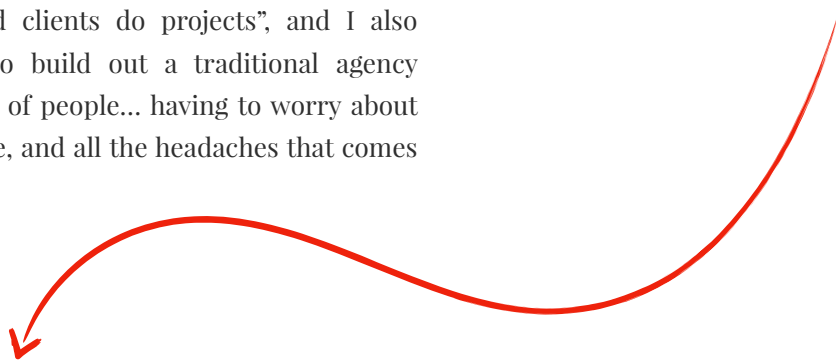 clients do projects”, and I also
build out a traditional agency
of people... having to worry about
and all the headaches that comes